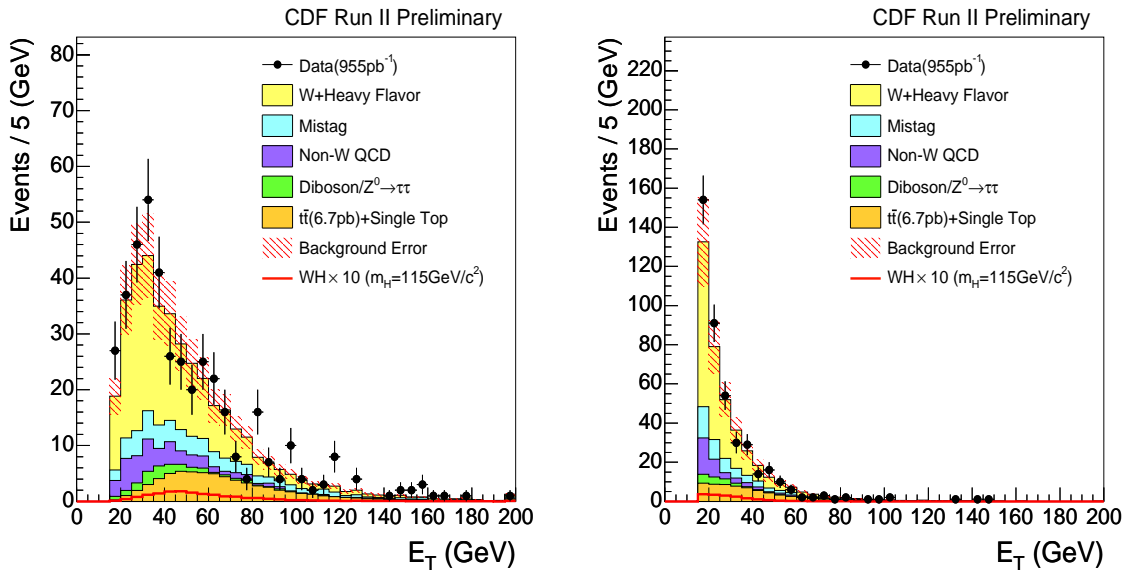 CDF Run II Preliminary
Events / 5 (GeV)
80
70
60
50
40
30
20
10
0
Data(955pb⁻¹)
W+Heavy Flavor
Mistag
Non-W QCD
Diboson/Z⁰→ττ
tt̄(6.7pb)+Single Top
Background Error
WH× 10 (m_H=115GeV/c²)
0 20 40 60 80 100 120 140 160 180 200
E_T (GeV)
CDF Run II Preliminary
Events / 5 (GeV)
220
200
180
160
140
120
100
80
60
40
20
0
Data(955pb⁻¹)
W+Heavy Flavor
Mistag
Non-W QCD
Diboson/Z⁰→ττ
tt̄(6.7pb)+Single Top
Background Error
WH× 10 (m_H=115GeV/c²)
0 20 40 60 80 100 120 140 160 180 200
E_T (GeV)